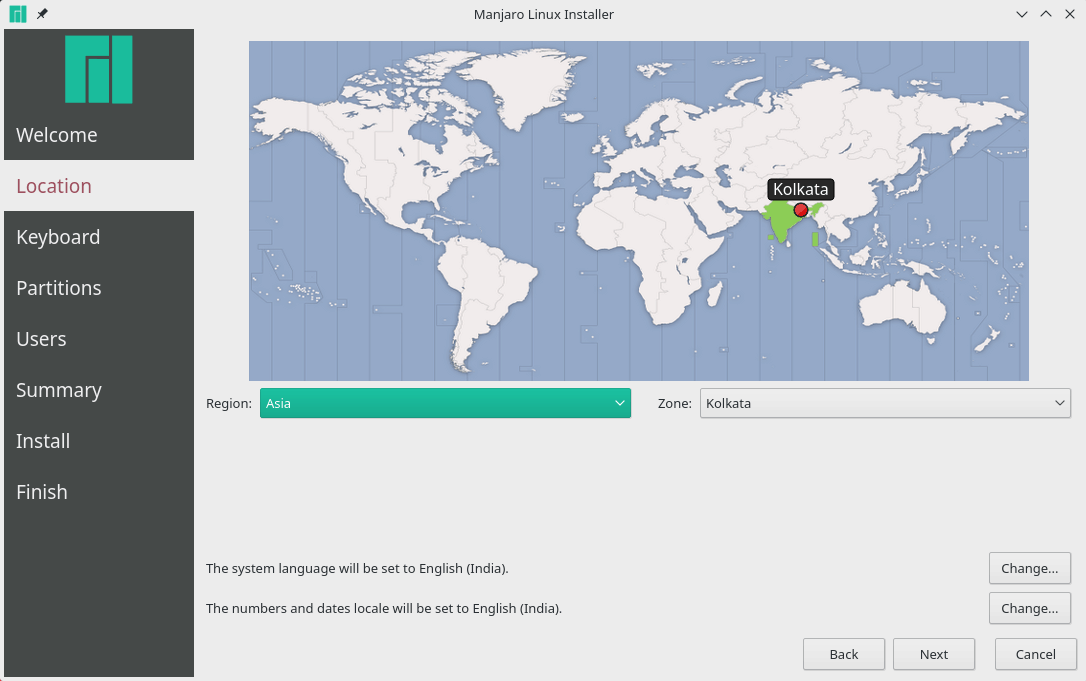 Manjaro Linux Installer
Welcome
Location
Keyboard
Partitions
Users
Summary
Install
Finish
Kolkata
Region: Asia Zone: Kolkata
The system language will be set to English (India). Change...
The numbers and dates locale will be set to English (India). Change...
Back Next Cancel